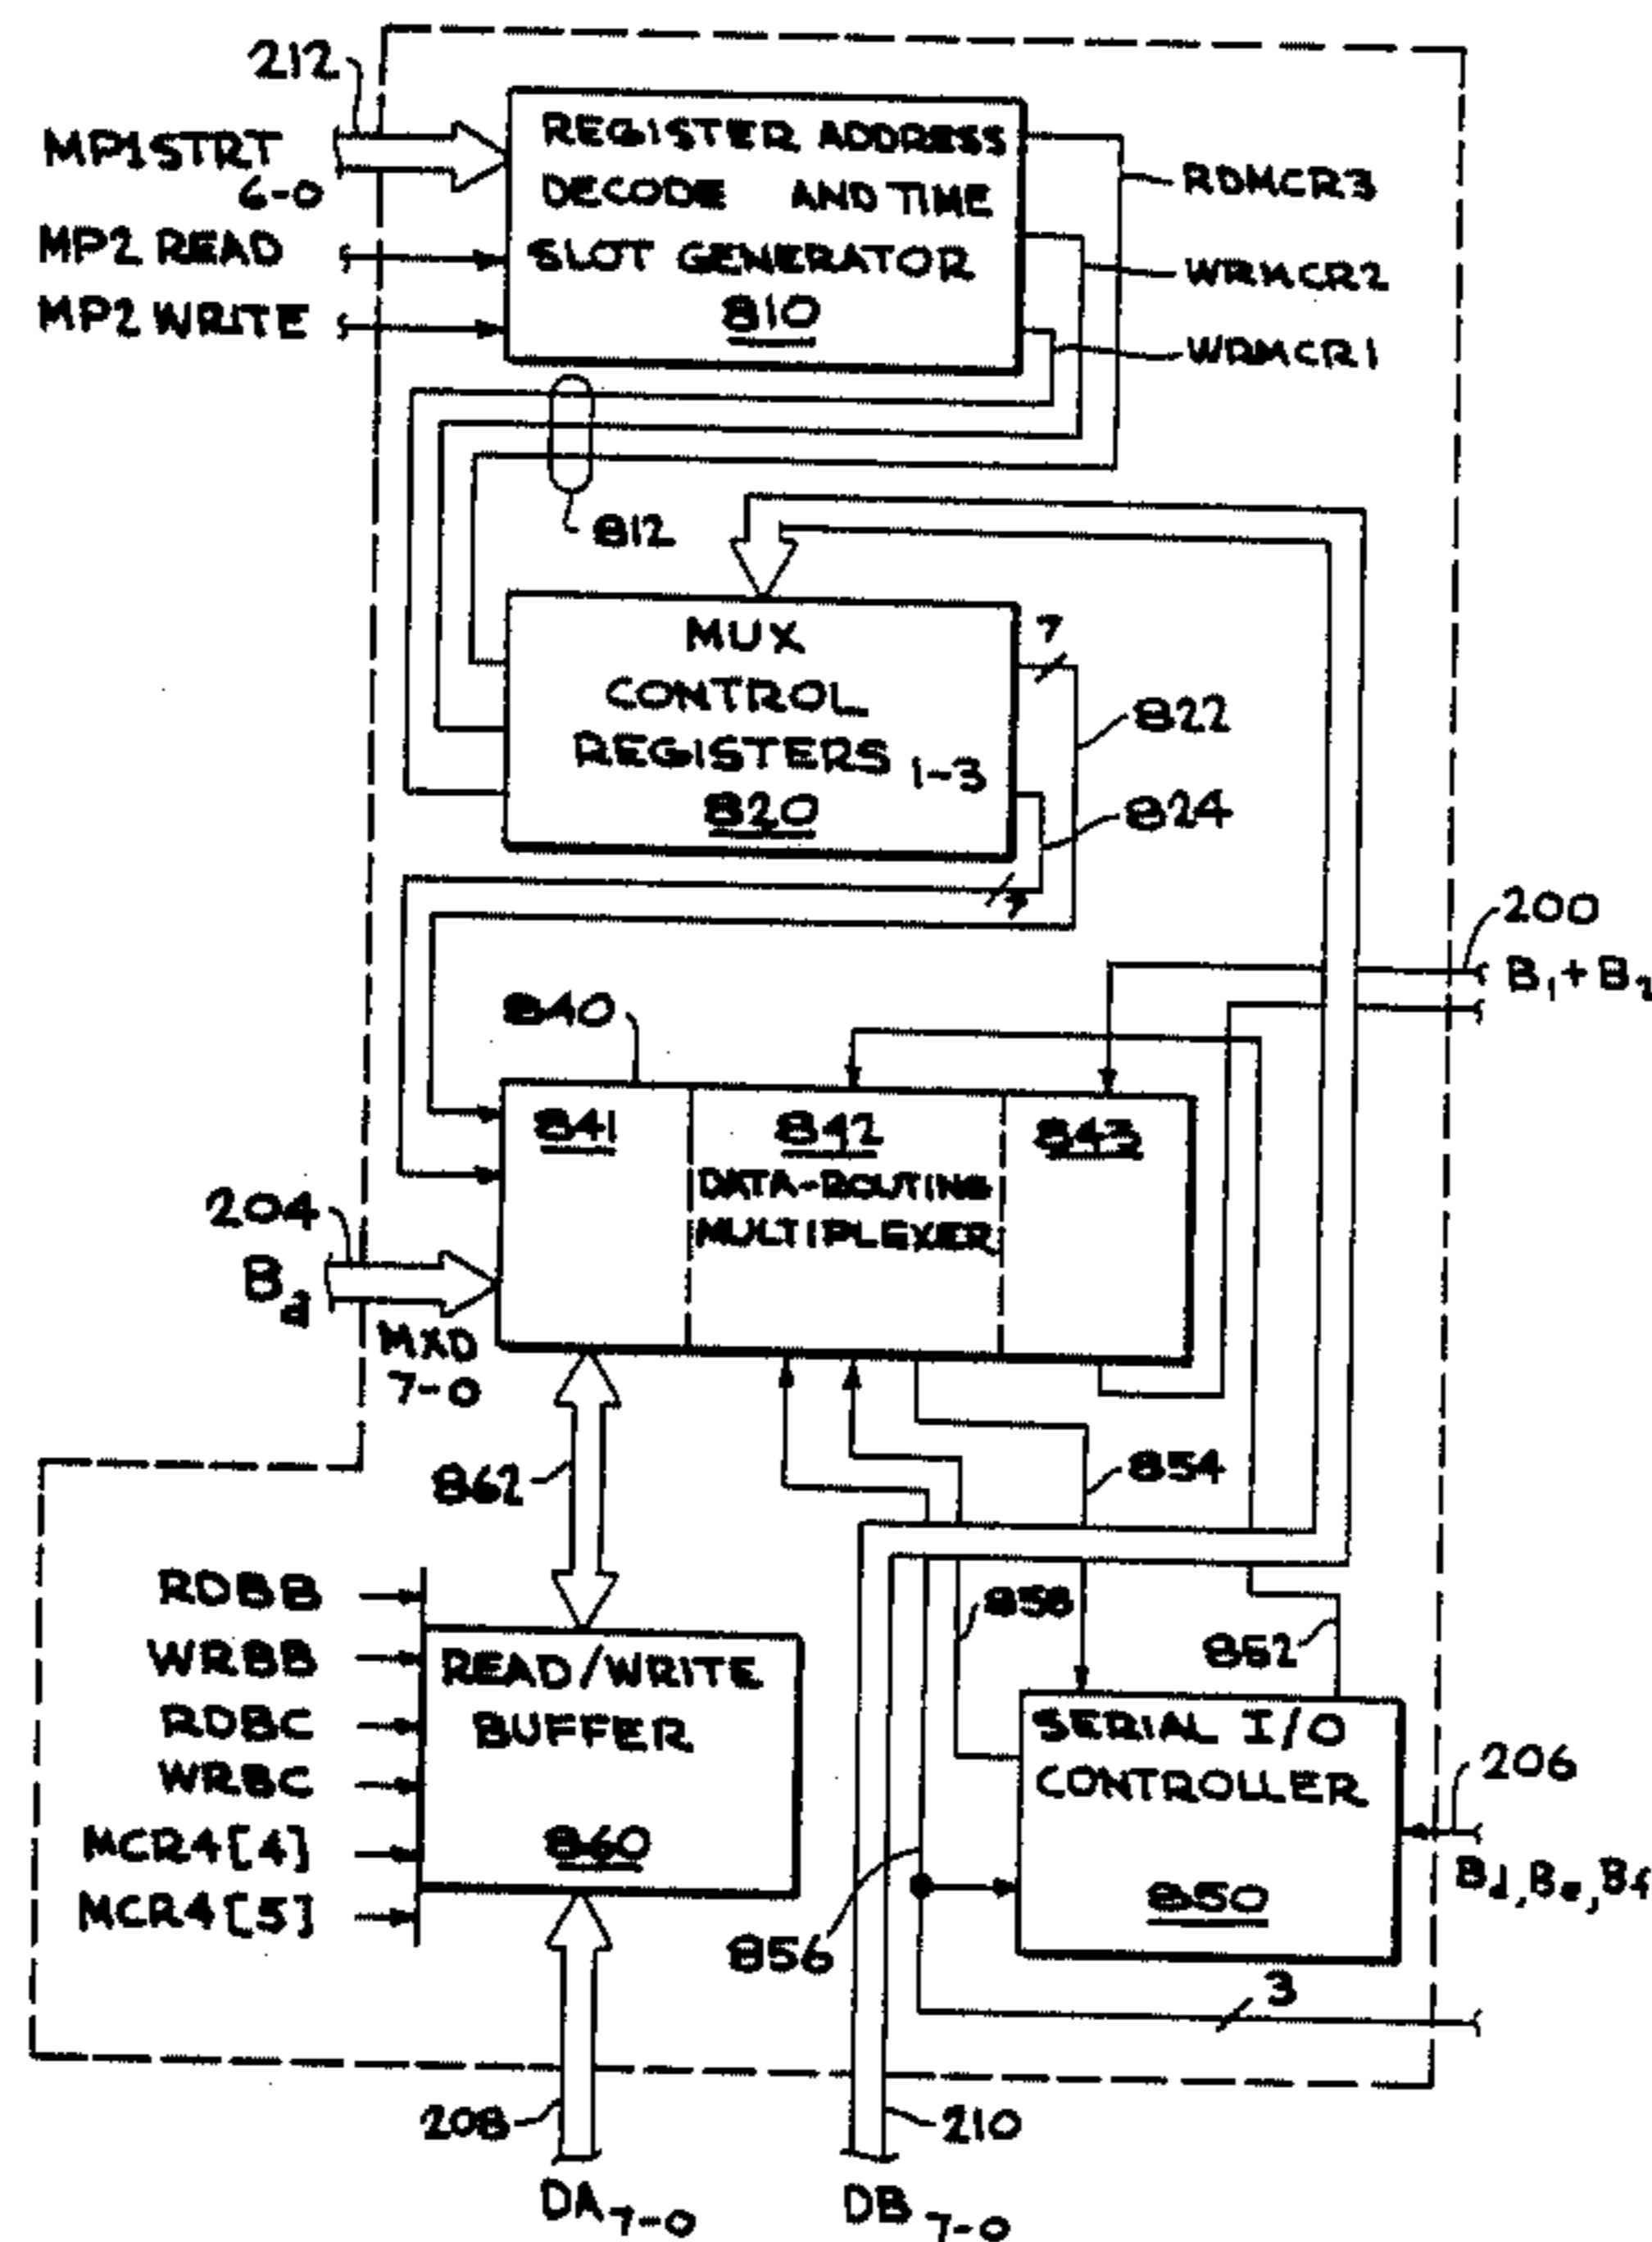 212
MP1STRT 6-0
MP2 READ
MP2 WRITE
REGISTER ADDRESS
DECODE AND TIME
SLOT GENERATOR
810
RDMCR3
WRMCR2
WRMCR1
812
MUX
CONTROL
REGISTERS 1-3
820
7
822
824
7
200
B1+B2
840
841
842
843
DATA-ROUTING
MULTIPLEXER
204
Bd
MXD
7-0
862
854
858
852
RDBB
WRBB
RDBC
WRBC
MCR4[4]
MCR4[5]
READ/WRITE
BUFFER
860
SERIAL I/O
CONTROLLER
850
206
Bd,Be,Bf
856
3
208
210
DA7-0
DB7-0